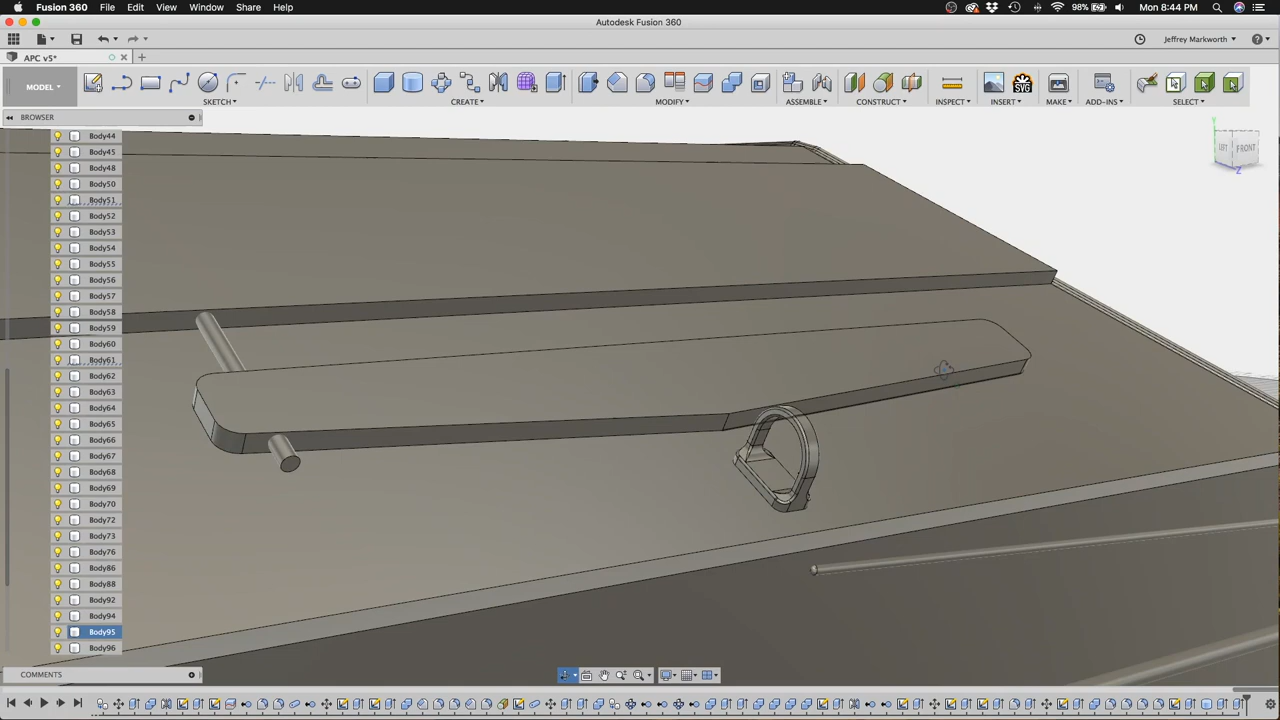 Fusion 360 File Edit View Window Share Help 98% Mon 8:44 PM
Autodesk Fusion 360
Jeffrey Markworth
APC v5*
MODEL
SKETCH CREATE MODIFY ASSEMBLE CONSTRUCT INSPECT INSERT MAKE ADD-INS SELECT
SVG
BROWSER
Y
LEFT FRONT
Z
Body44
Body45
Body48
Body50
Body51
Body52
Body53
Body54
Body55
Body56
Body57
Body58
Body59
Body60
Body61
Body62
Body63
Body64
Body65
Body66
Body67
Body68
Body69
Body70
Body72
Body73
Body76
Body86
Body88
Body92
Body94
Body95
Body96
COMMENTS